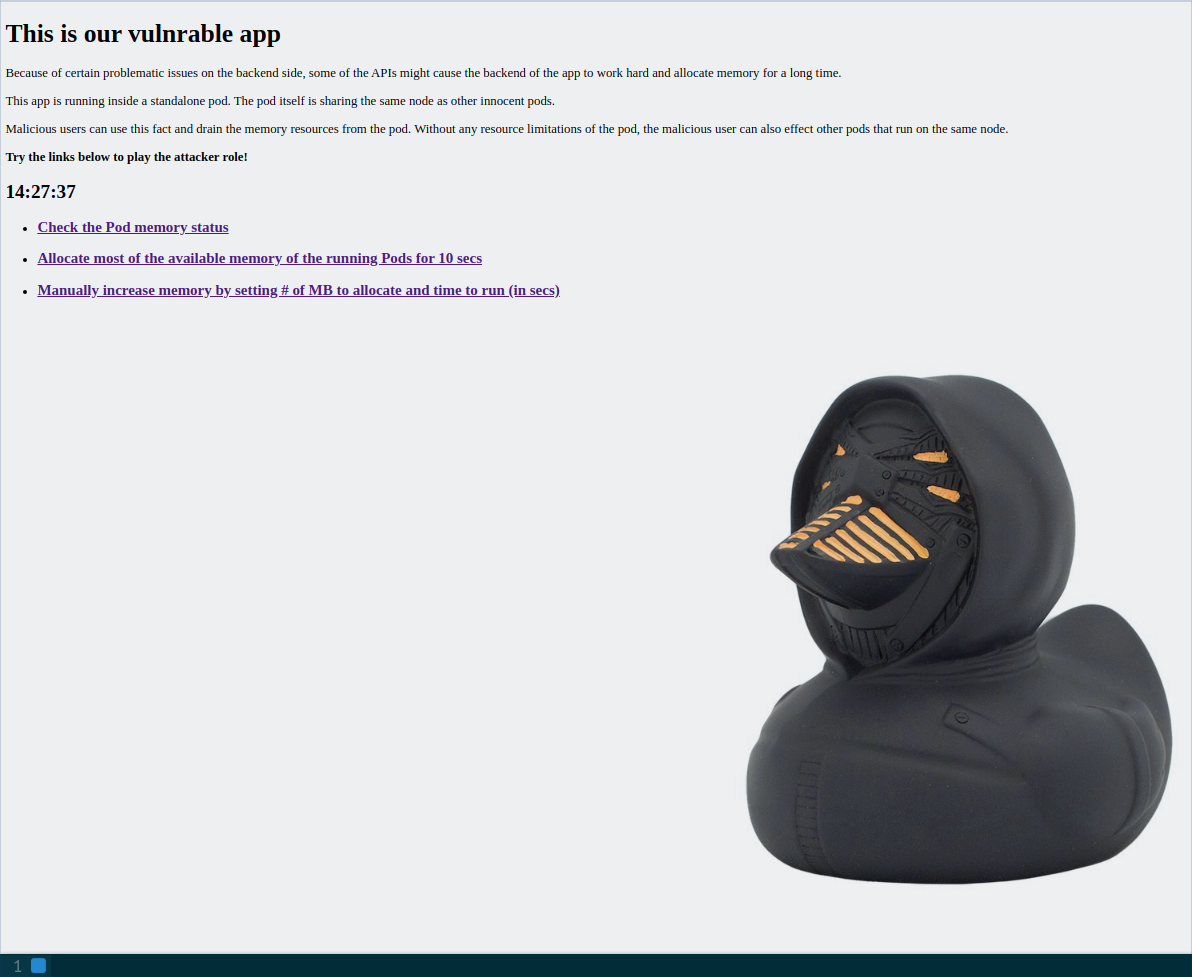 This is our vulnrable app
Because of certain problematic issues on the backend side, some of the APIs might cause the backend of the app to work hard and allocate memory for a long time.
This app is running inside a standalone pod. The pod itself is sharing the same node as other innocent pods.
Malicious users can use this fact and drain the memory resources from the pod. Without any resource limitations of the pod, the malicious user can also effect other pods that run on the same node.
Try the links below to play the attacker role!
14:27:37
Check the Pod memory status
Allocate most of the available memory of the running Pods for 10 secs
Manually increase memory by setting # of MB to allocate and time to run (in secs)
1